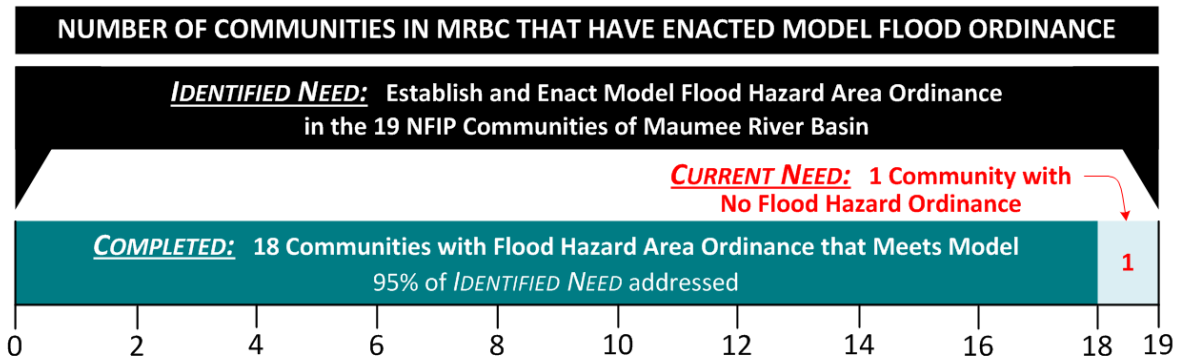 NUMBER OF COMMUNITIES IN MRBC THAT HAVE ENACTED MODEL FLOOD ORDINANCE
IDENTIFIED NEED: Establish and Enact Model Flood Hazard Area Ordinance
in the 19 NFIP Communities of Maumee River Basin
CURRENT NEED: 1 Community with
No Flood Hazard Ordinance
COMPLETED: 18 Communities with Flood Hazard Area Ordinance that Meets Model
95% of IDENTIFIED NEED addressed
1
0 2 4 6 8 10 12 14 16 18 19